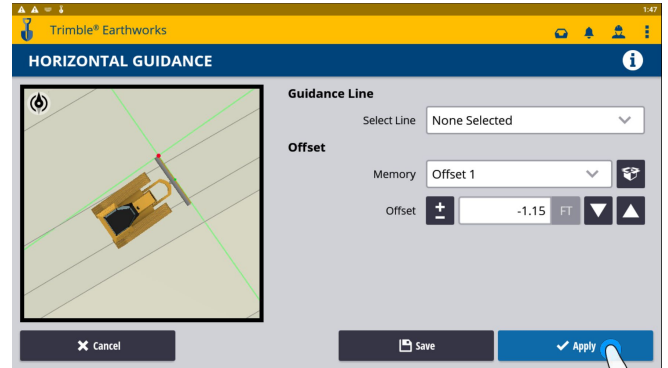 1:47
Trimble® Earthworks
HORIZONTAL GUIDANCE
Guidance Line
Select Line None Selected
Offset
Memory Offset 1
Offset -1.15 FT
Cancel Save Apply